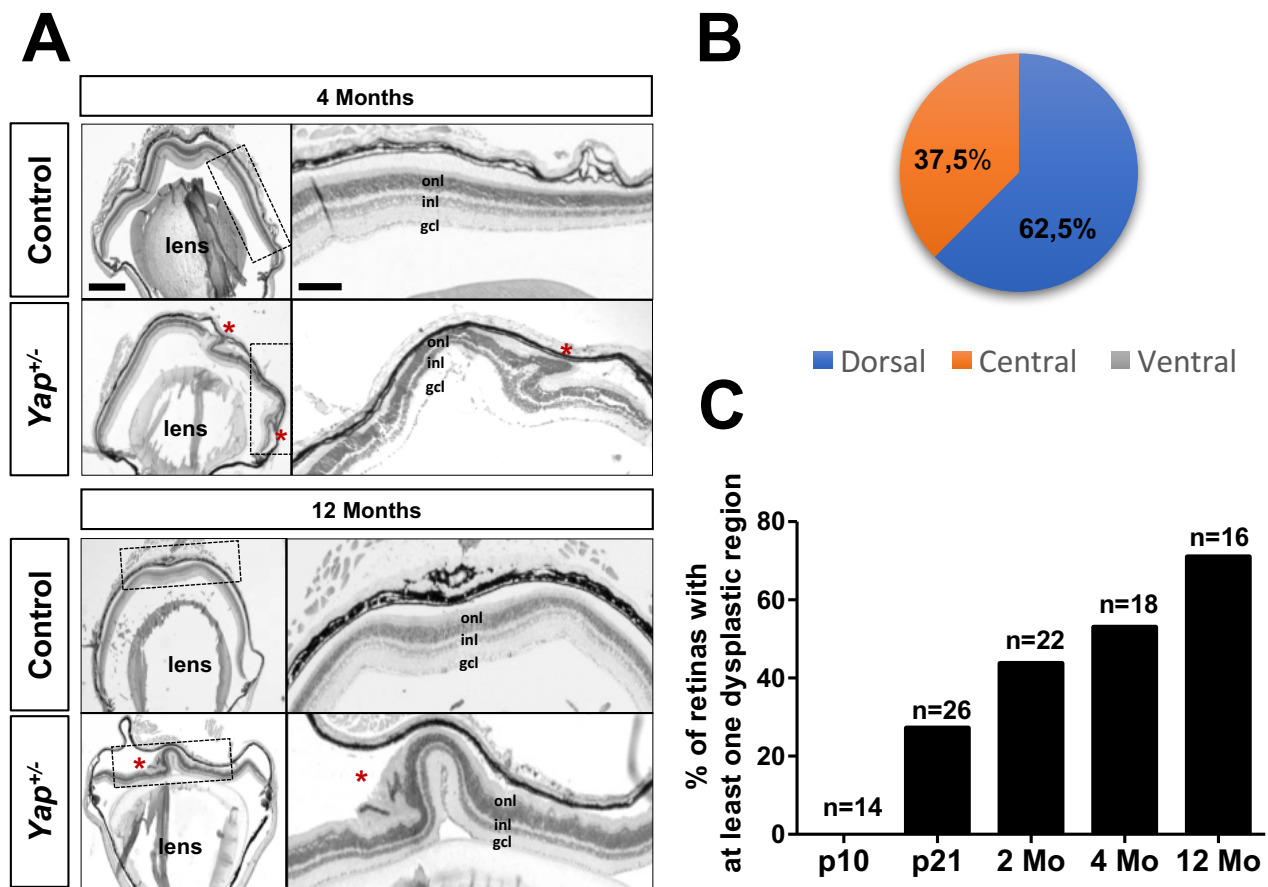 A
4 Months
Control
lens
onl
inl
gcl
Yap+/-
*
lens
*
onl
inl
gcl
*
12 Months
Control
lens
onl
inl
gcl
Yap+/-
*
lens
*
onl
inl
gcl
B
37,5%
62,5%
Dorsal Central Ventral
C
% of retinas with
at least one dysplastic region
80
60
40
20
0
n=14
n=26
n=22
n=18
n=16
p10 p21 2 Mo 4 Mo 12 Mo